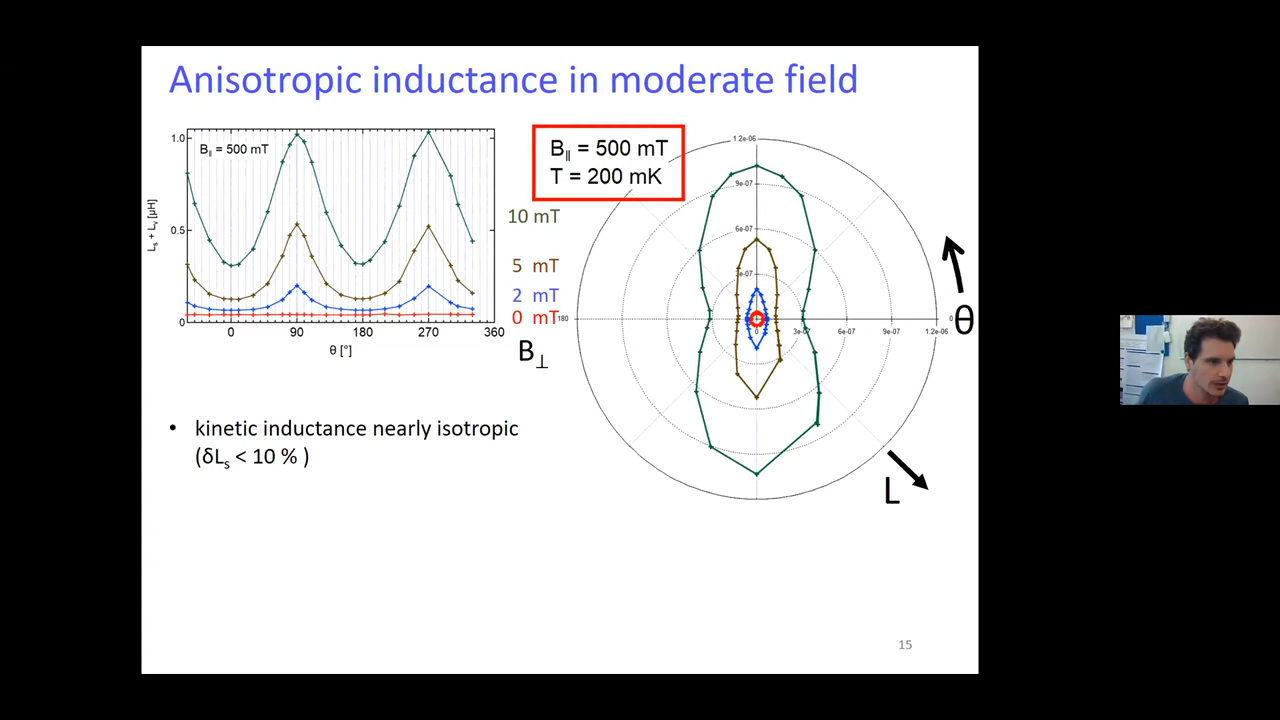 Anisotropic inductance in moderate field
1.0
0.5
0
B∥ = 500 mT
Ls + Lv [μH]
0 90 180 270 360
θ [°]
B∥ = 500 mT
T = 200 mK
10 mT
5 mT
2 mT
0 mT
B⊥
1.2e-06
9e-07
6e-07
3e-07
180
0
3e-07 6e-07 9e-07 1.2e-06
0
θ
L
• kinetic inductance nearly isotropic
(δLs < 10 % )
15